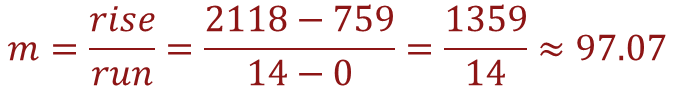 m = rise/run = (2118 − 759)/(14 − 0) = 1359/14 ≈ 97.07